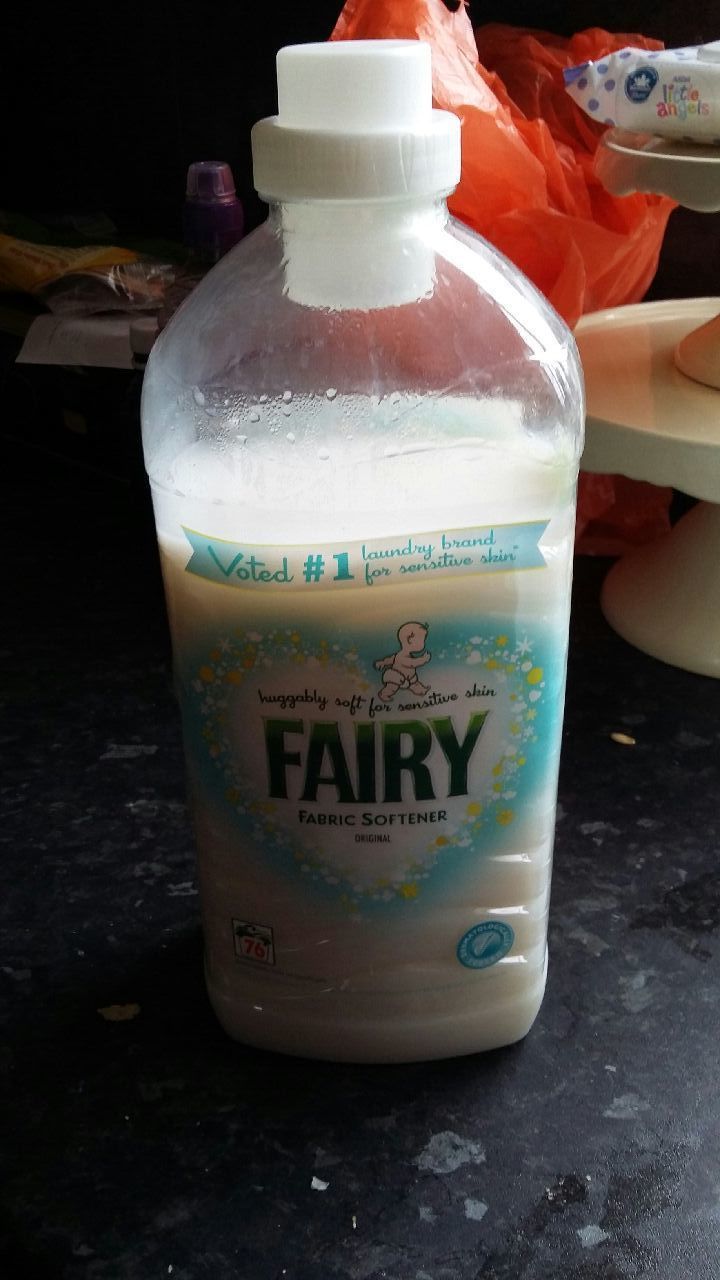 little
angels
Voted #1 laundry brand
for sensitive skin
huggably soft for sensitive skin
FAIRY
FABRIC SOFTENER
ORIGINAL
76
DERMATOLOGICALLY